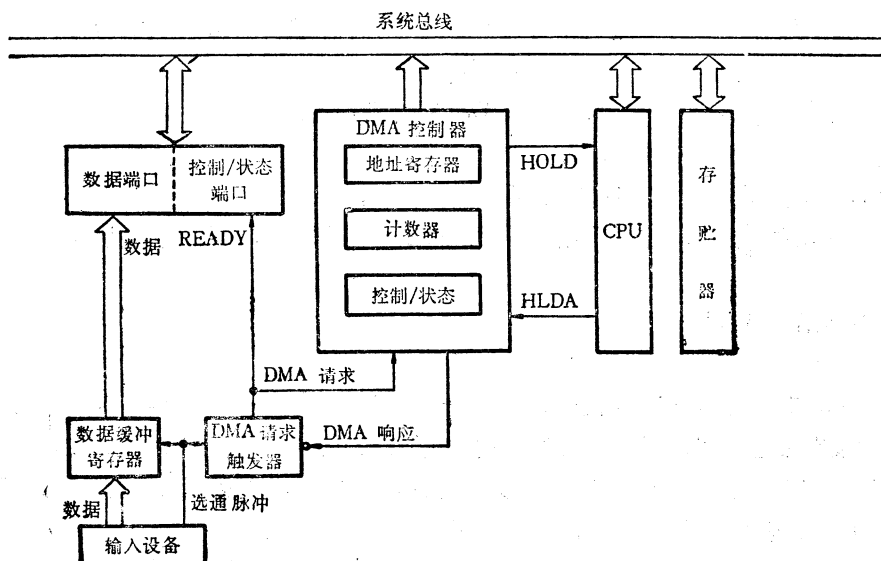 系统总线
DMA 控制器
地址寄存器
计数器
控制/状态
数据端口
控制/状态
端口
HOLD
HLDA
CPU
存
贮
器
数据
READY
DMA 请求
数据缓冲
寄存器
DMA 请求
触发器
DMA 响应
数据
选通脉冲
输入设备